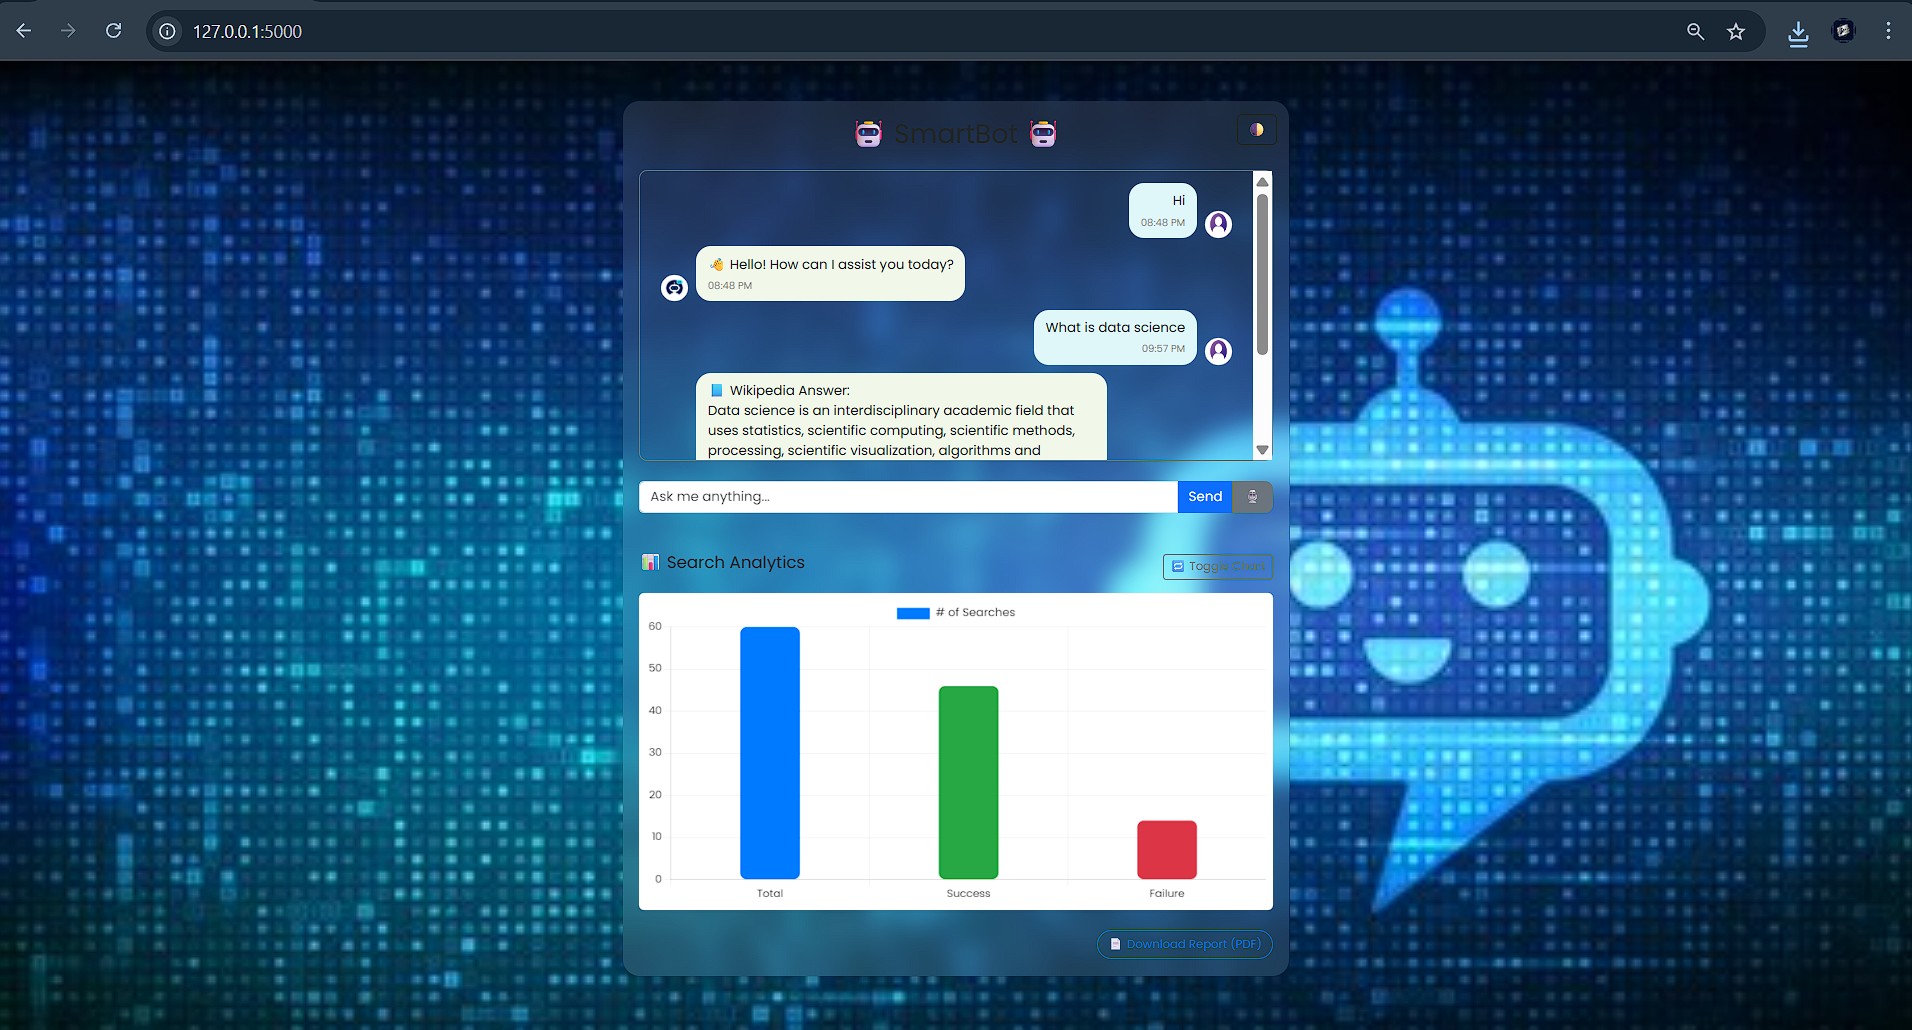 127.0.0.1:5000
SmartBot
Hi
08:48 PM
Hello! How can I assist you today?
08:48 PM
What is data science
09:57 PM
Wikipedia Answer:
Data science is an interdisciplinary academic field that
uses statistics, scientific computing, scientific methods,
processing, scientific visualization, algorithms and
Ask me anything...
Send
Search Analytics
Toggle Chart
# of Searches
60
50
40
30
20
10
0
Total
Success
Failure
Download Report (PDF)